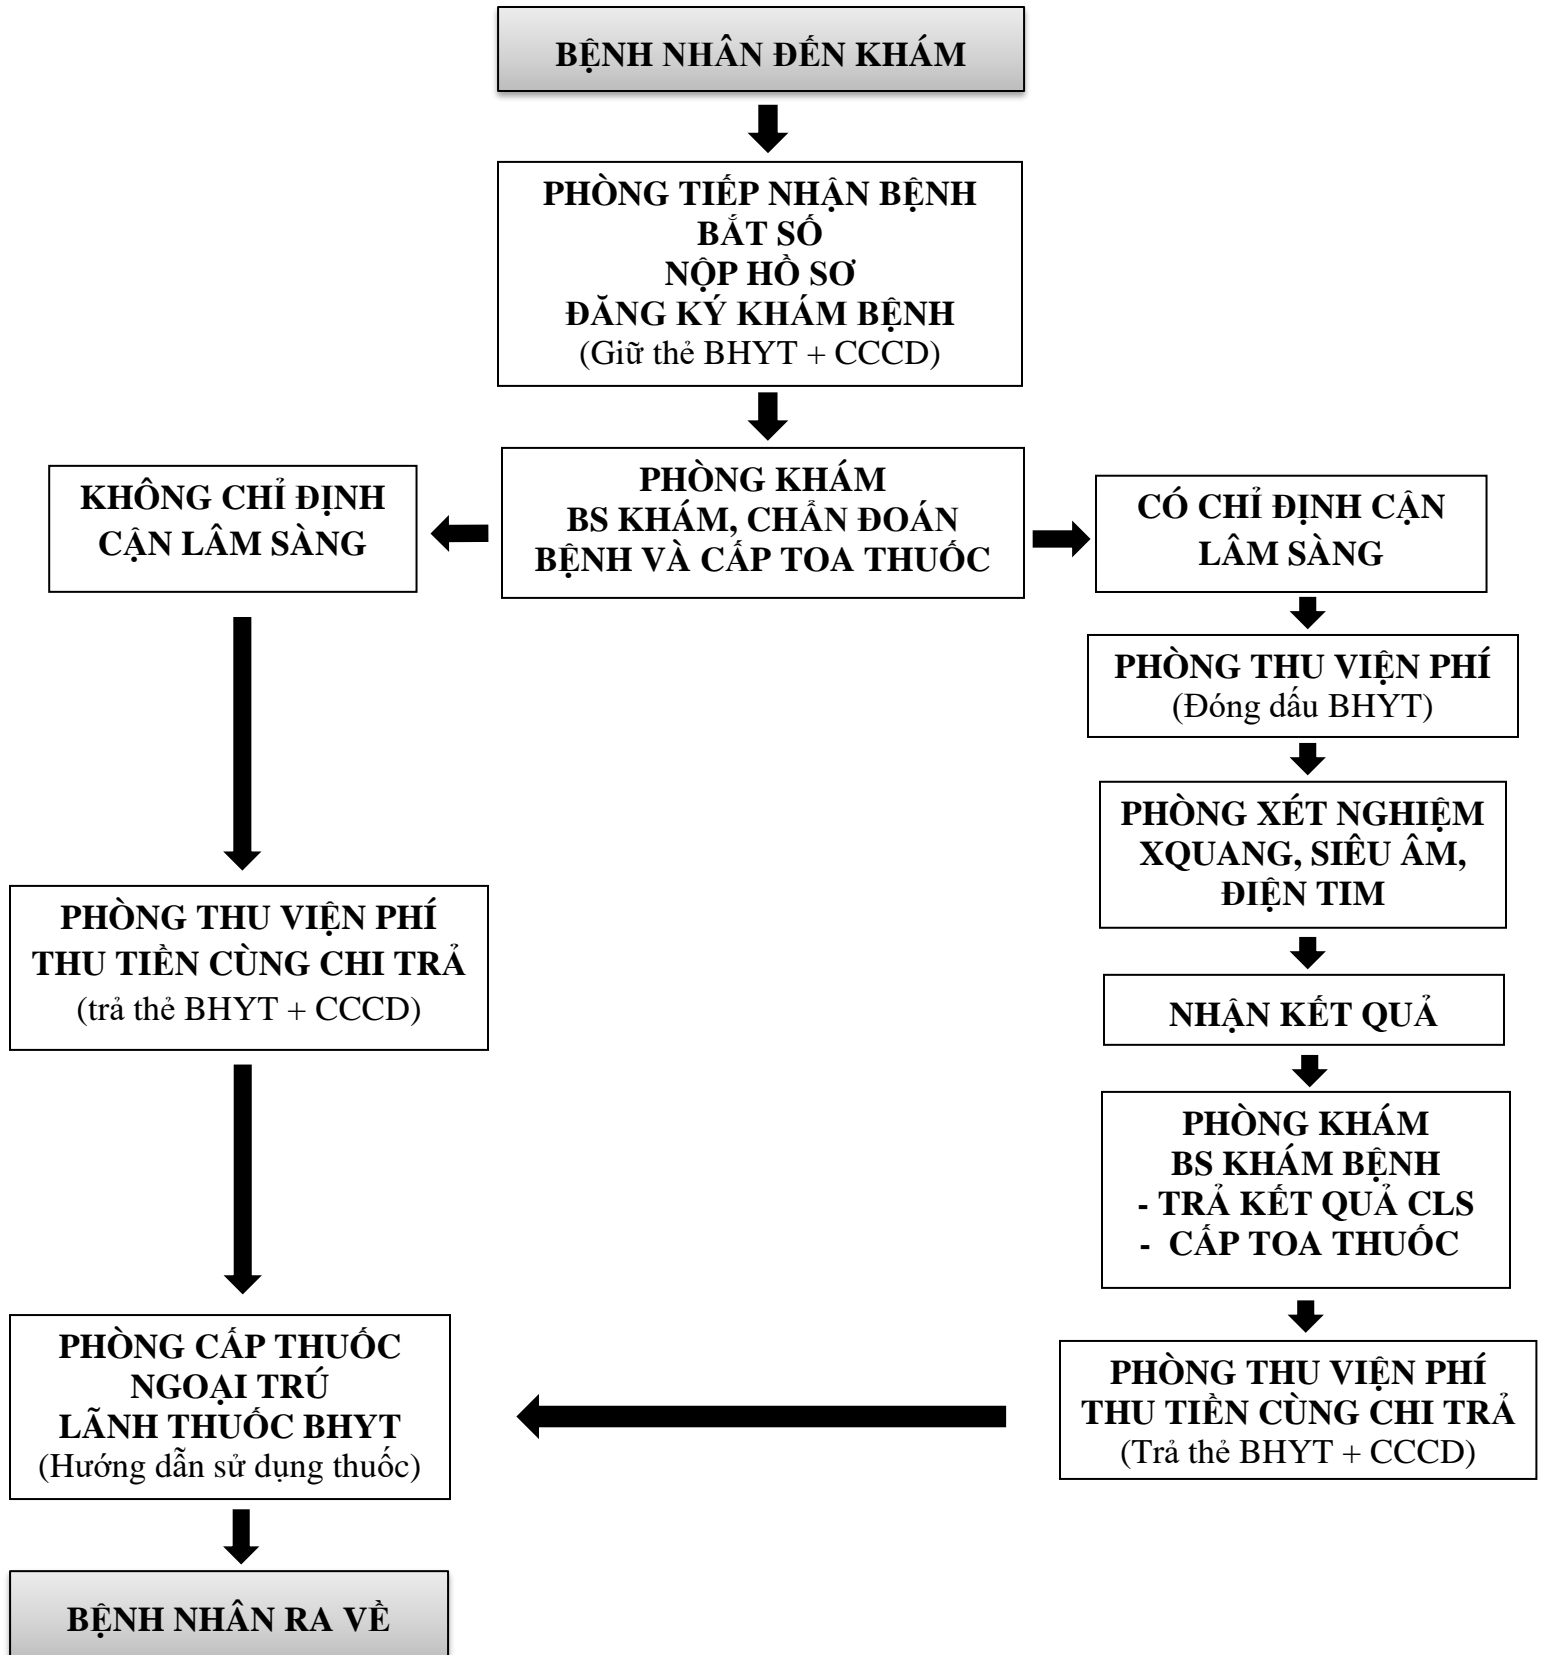 BỆNH NHÂN ĐẾN KHÁM
PHÒNG TIẾP NHẬN BỆNH
BẮT SỐ
NỘP HỒ SƠ
ĐĂNG KÝ KHÁM BỆNH
(Giữ thẻ BHYT + CCCD)
PHÒNG KHÁM
BS KHÁM, CHẨN ĐOÁN
BỆNH VÀ CẤP TOA THUỐC
KHÔNG CHỈ ĐỊNH
CẬN LÂM SÀNG
PHÒNG THU VIỆN PHÍ
THU TIỀN CÙNG CHI TRẢ
(trả thẻ BHYT + CCCD)
CÓ CHỈ ĐỊNH CẬN
LÂM SÀNG
PHÒNG THU VIỆN PHÍ
(Đóng dấu BHYT)
PHÒNG XÉT NGHIỆM
XQUANG, SIÊU ÂM,
ĐIỆN TIM
NHẬN KẾT QUẢ
PHÒNG KHÁM
BS KHÁM BỆNH
- TRẢ KẾT QUẢ CLS
- CẤP TOA THUỐC
PHÒNG THU VIỆN PHÍ
THU TIỀN CÙNG CHI TRẢ
(Trả thẻ BHYT + CCCD)
PHÒNG CẤP THUỐC
NGOẠI TRÚ
LÃNH THUỐC BHYT
(Hướng dẫn sử dụng thuốc)
BỆNH NHÂN RA VỀ